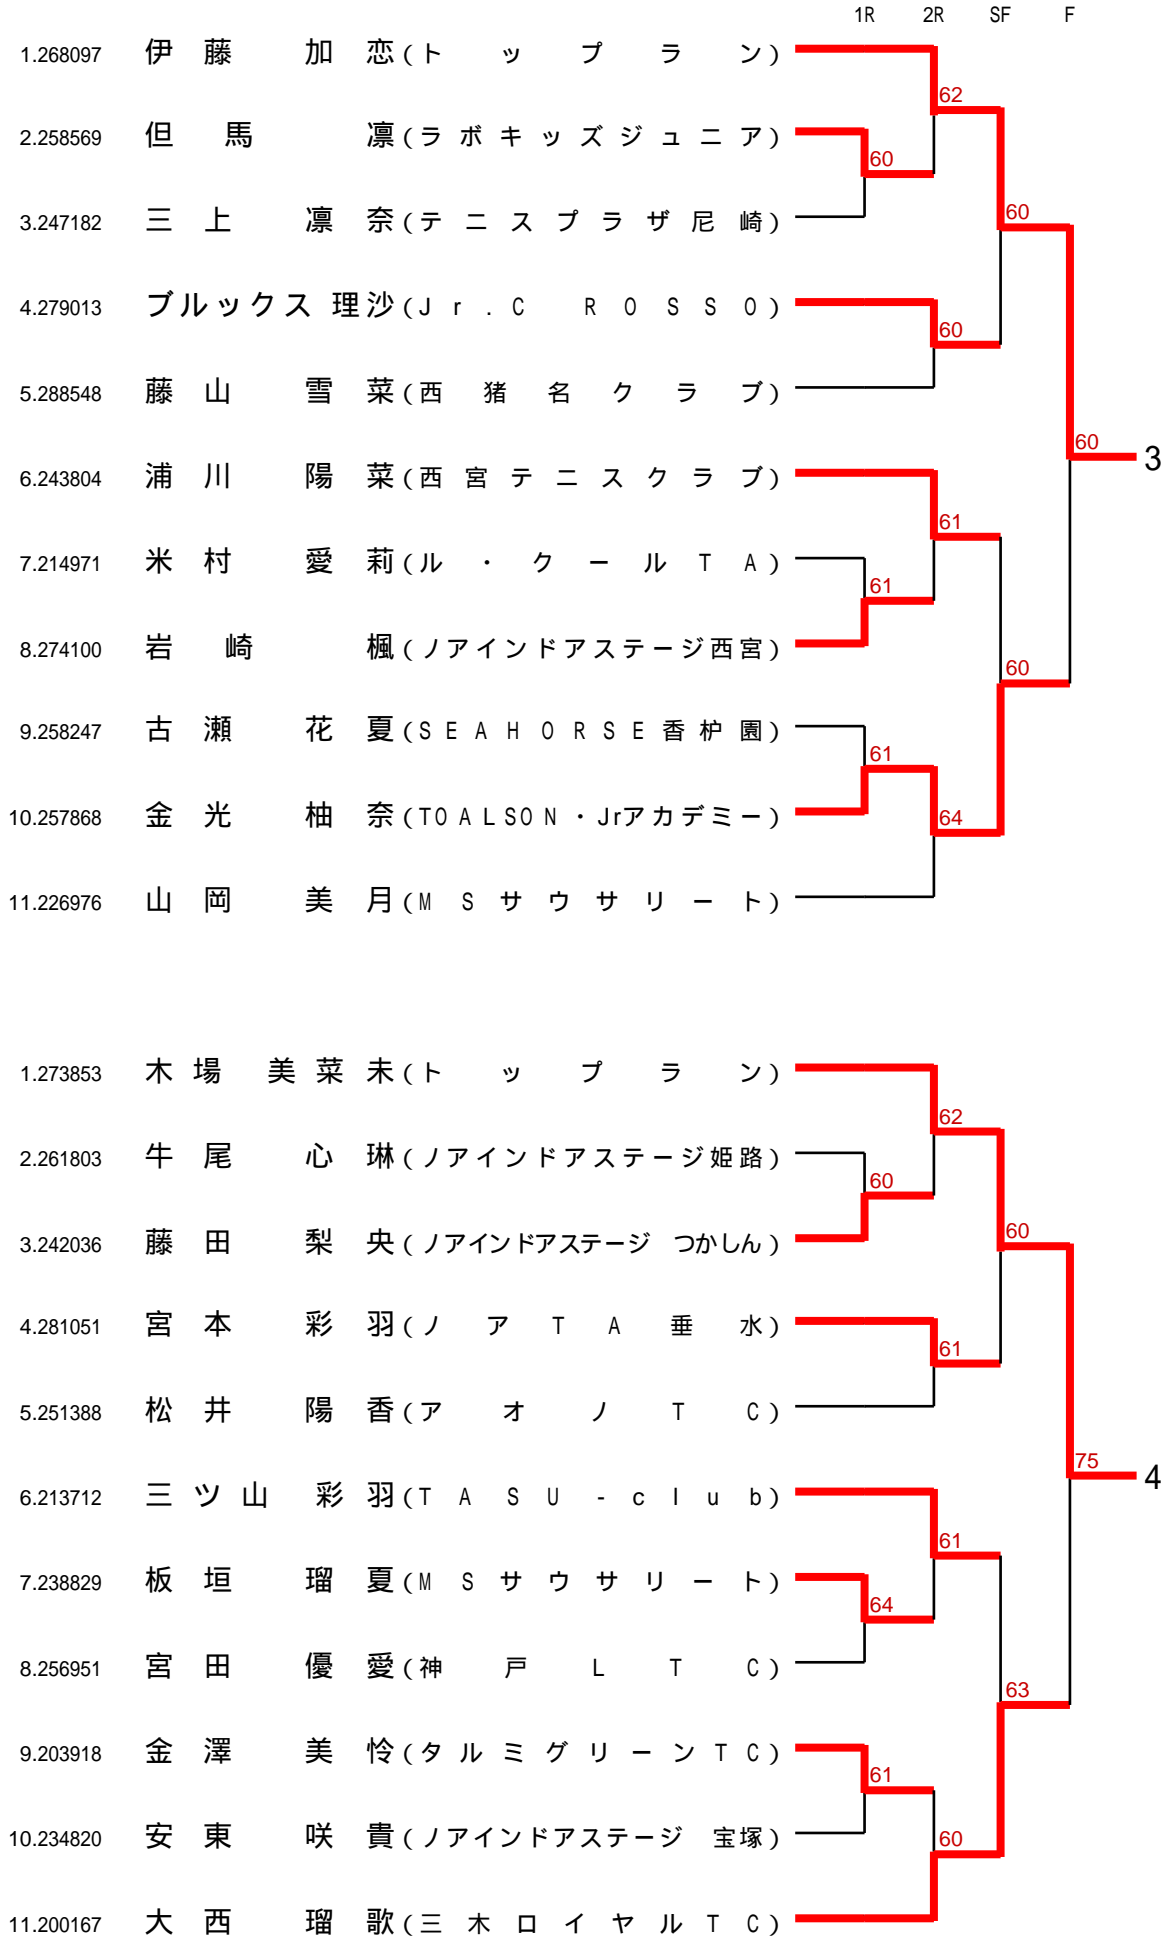 1R 2R SF F
1.268097 伊藤 加恋(トップラン)
62
2.258569 但馬 凛(ラボキッズジュニア)
60
3.247182 三上 凛奈(テニスプラザ尼崎)
60
4.279013 ブルックス 理沙(Jr.C ROSSO)
60
5.288548 藤山 雪菜(西猪名クラブ)
60 3
6.243804 浦川 陽菜(西宮テニスクラブ)
61
7.214971 米村 愛莉(ル・クールTA)
61
8.274100 岩崎 楓(ノアインドアステージ西宮)
60
9.258247 古瀬 花夏(SEAHORSE香枦園)
61
10.257868 金光 柚奈(TOALSON・Jrアカデミー)
64
11.226976 山岡 美月(MSサウサリート)
1.273853 木場 美菜未(トップラン)
62
2.261803 牛尾 心琳(ノアインドアステージ姫路)
60
3.242036 藤田 梨央(ノアインドアステージ つかしん)
60
4.281051 宮本 彩羽(ノアTA垂水)
61
5.251388 松井 陽香(アオノTC)
75 4
6.213712 三ツ山 彩羽(TASU-club)
61
7.238829 板垣 瑠夏(MSサウサリート)
64
8.256951 宮田 優愛(神戸LTC)
63
9.203918 金澤 美怜(タルミグリーンTC)
61
10.234820 安東 咲貴(ノアインドアステージ 宝塚)
60
11.200167 大西 瑠歌(三木ロイヤルTC)